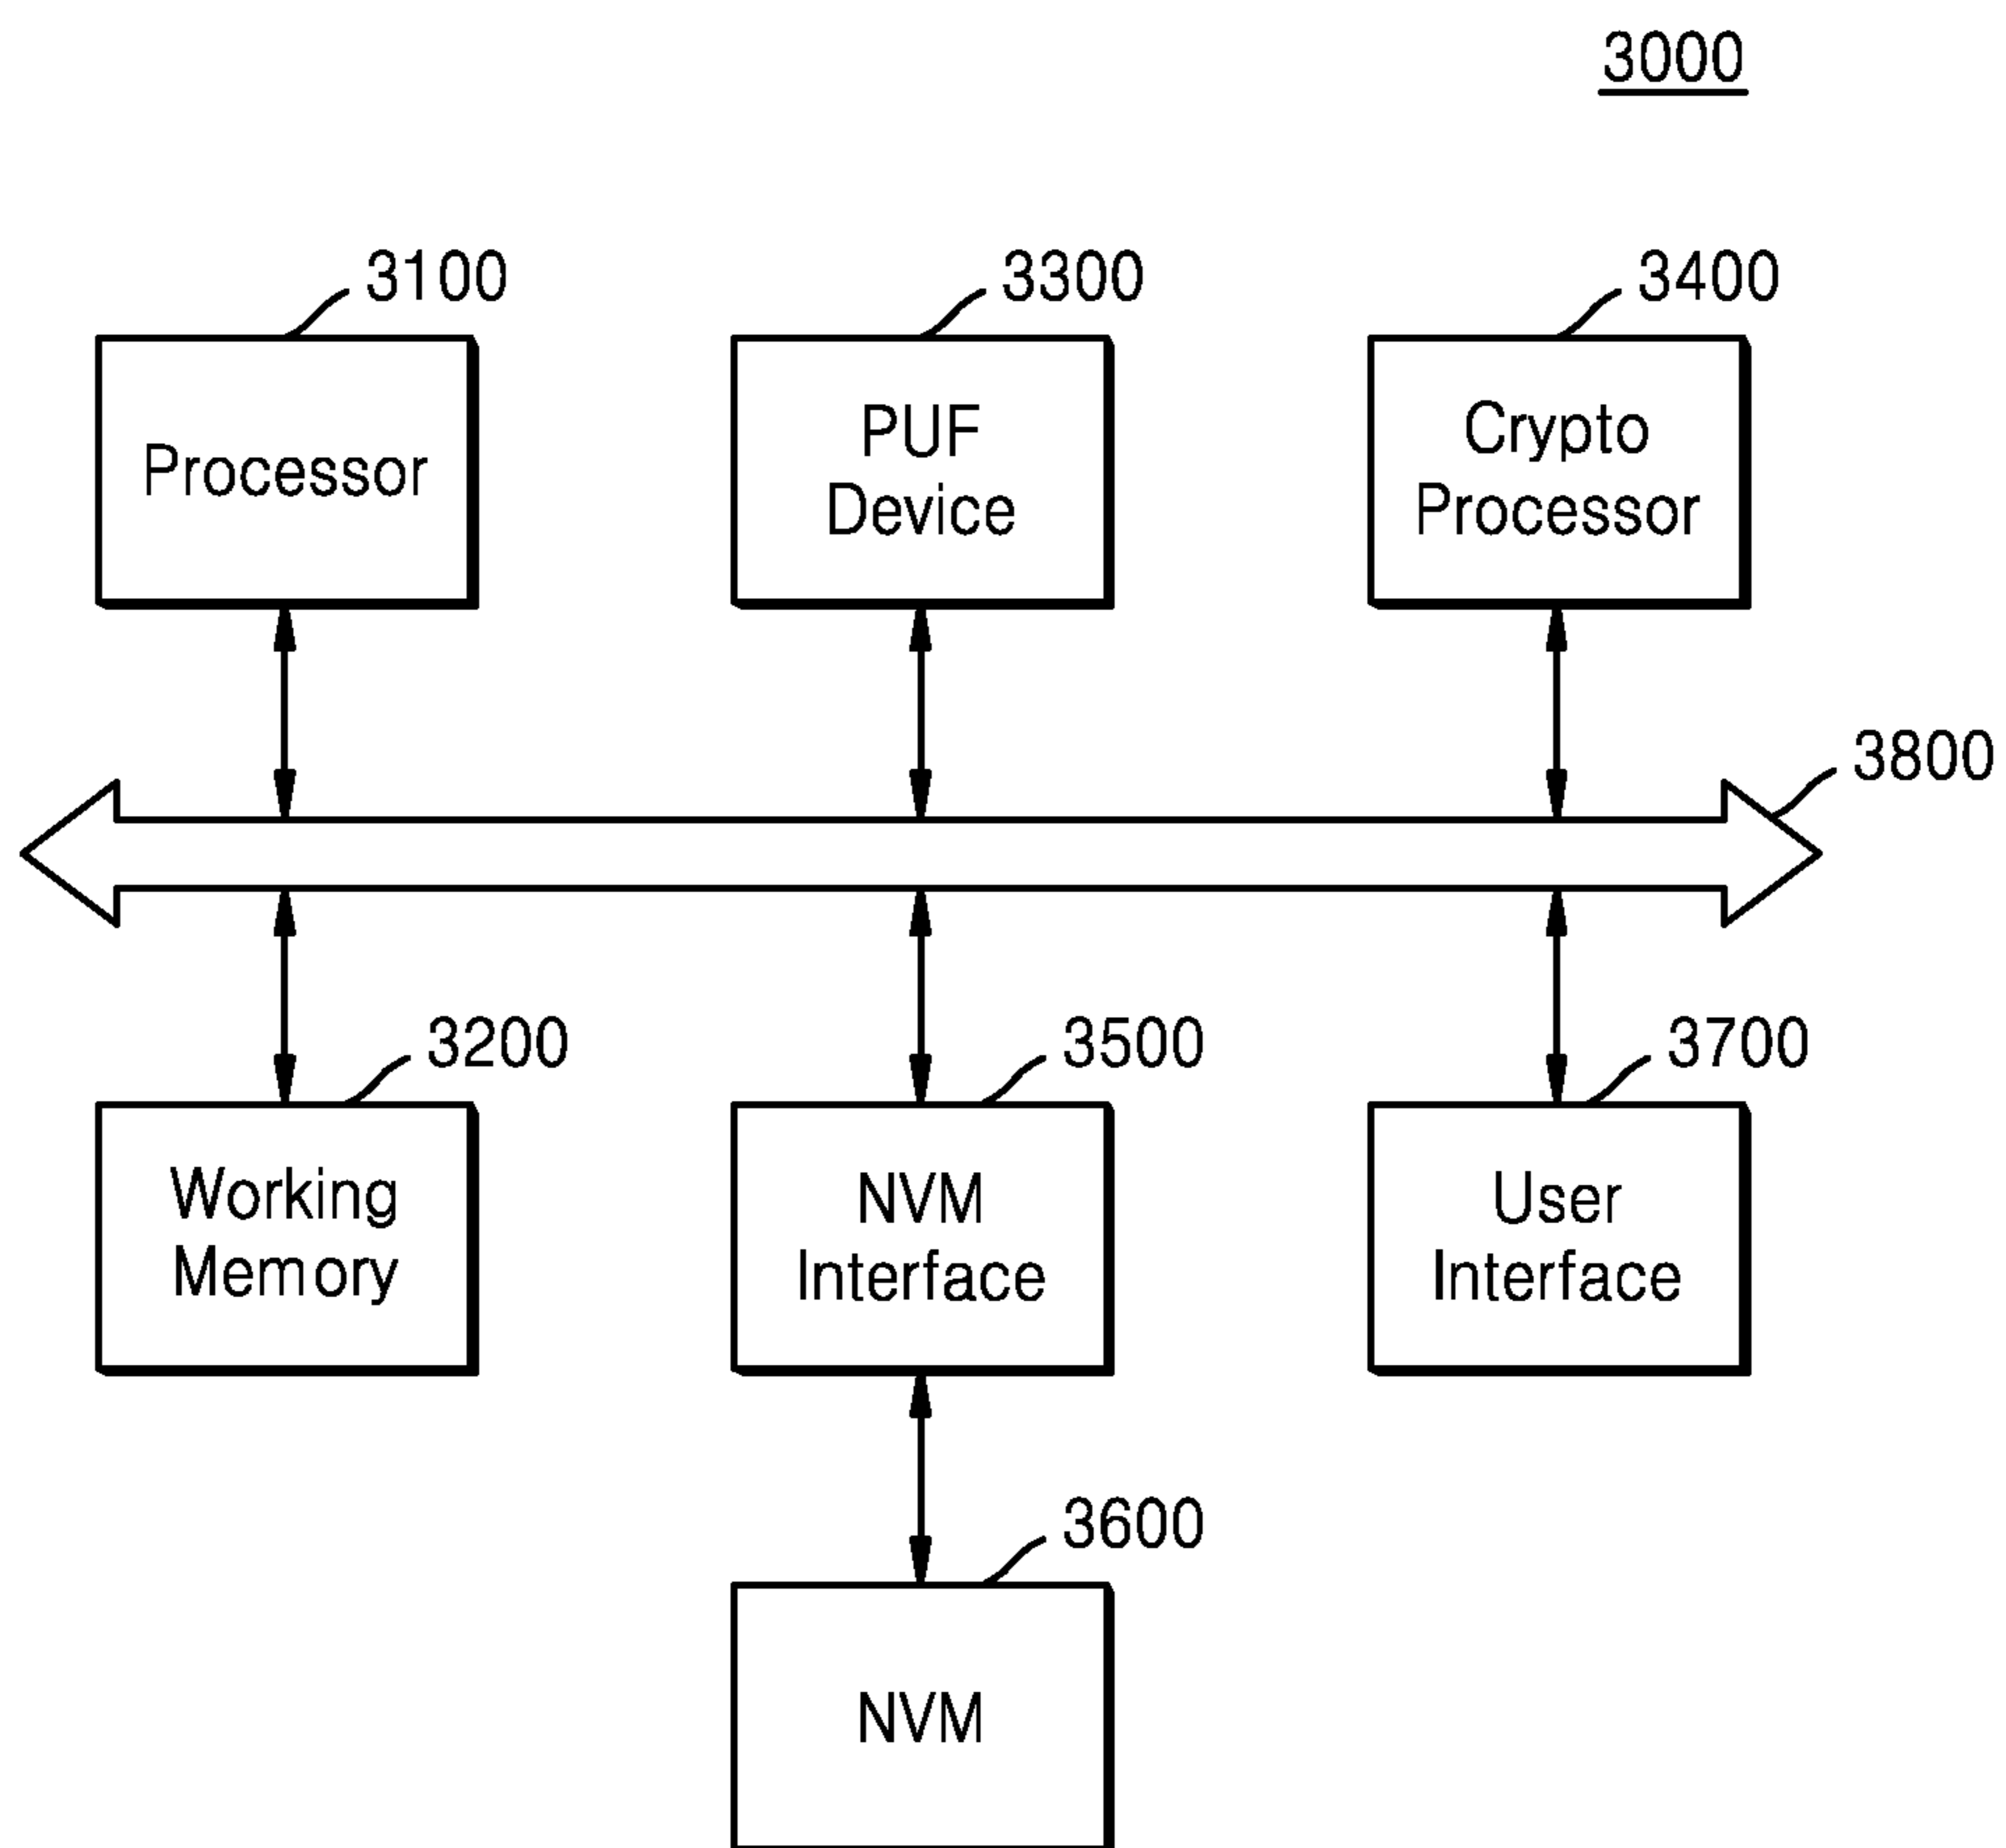 3000
3100
3300
3400
Processor
PUF
Device
Crypto
Processor
3800
3200
3500
3700
Working
Memory
NVM
Interface
User
Interface
3600
NVM